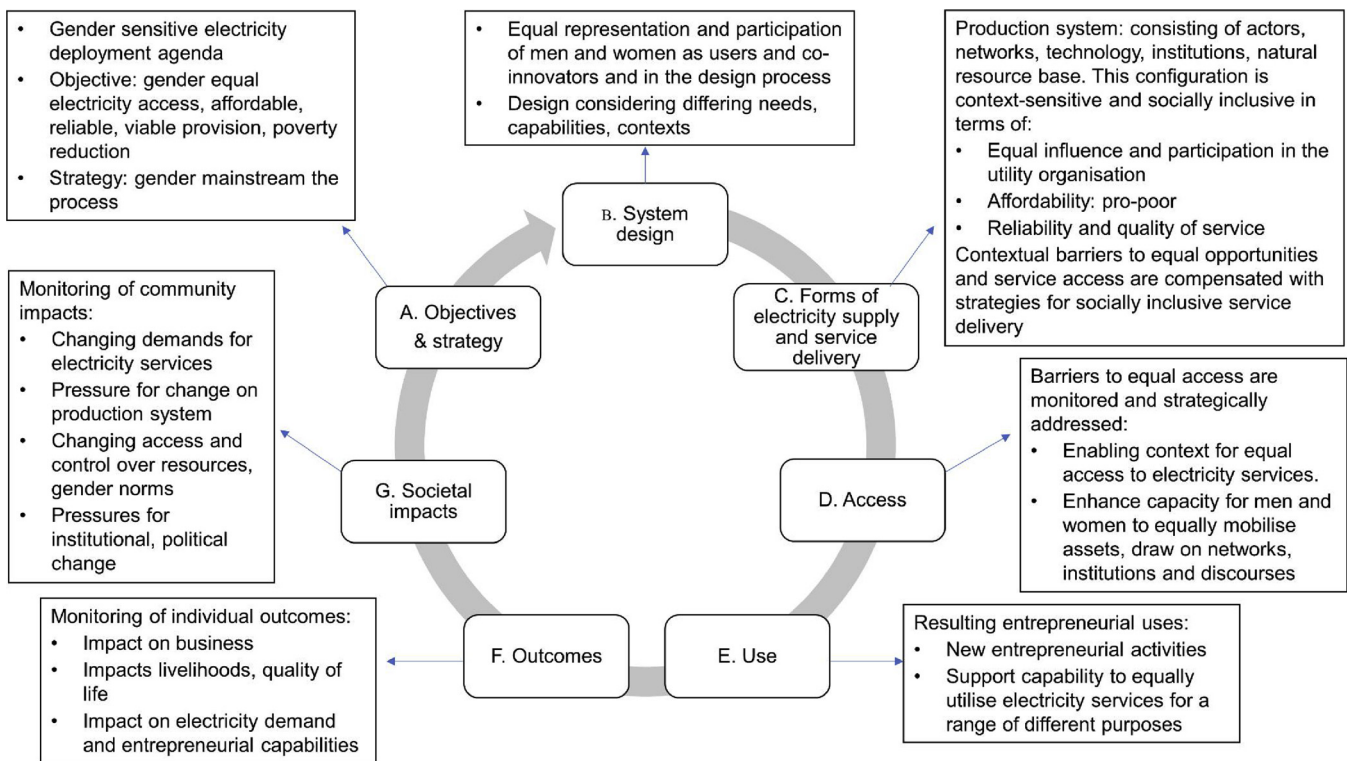 • Gender sensitive electricity
deployment agenda
• Objective: gender equal
electricity access, affordable,
reliable, viable provision, poverty
reduction
• Strategy: gender mainstream the
process
• Equal representation and participation
of men and women as users and co-
innovators and in the design process
• Design considering differing needs,
capabilities, contexts
Production system: consisting of actors,
networks, technology, institutions, natural
resource base. This configuration is
context-sensitive and socially inclusive in
terms of:
• Equal influence and participation in the
utility organisation
• Affordability: pro-poor
• Reliability and quality of service
Contextual barriers to equal opportunities
and service access are compensated with
strategies for socially inclusive service
delivery
B. System
design
A. Objectives
& strategy
C. Forms of
electricity supply
and service
delivery
Monitoring of community
impacts:
• Changing demands for
electricity services
• Pressure for change on
production system
• Changing access and
control over resources,
gender norms
• Pressures for
institutional, political
change
G. Societal
impacts
D. Access
Barriers to equal access are
monitored and strategically
addressed:
• Enabling context for equal
access to electricity services.
• Enhance capacity for men and
women to equally mobilise
assets, draw on networks,
institutions and discourses
Monitoring of individual outcomes:
• Impact on business
• Impacts livelihoods, quality of
life
• Impact on electricity demand
and entrepreneurial capabilities
F. Outcomes
E. Use
Resulting entrepreneurial uses:
• New entrepreneurial activities
• Support capability to equally
utilise electricity services for a
range of different purposes